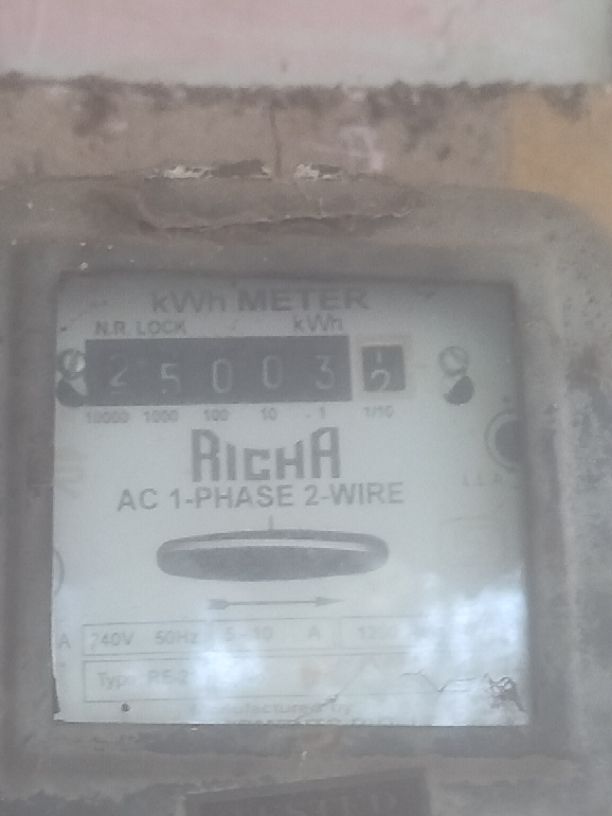 kWh METER
N.R. LOCK kWh
2 5 0 0 3
10000 1000 100 10 1 1/10
RICHA
AC 1-PHASE 2-WIRE
240V 50Hz 5-10 A
Type